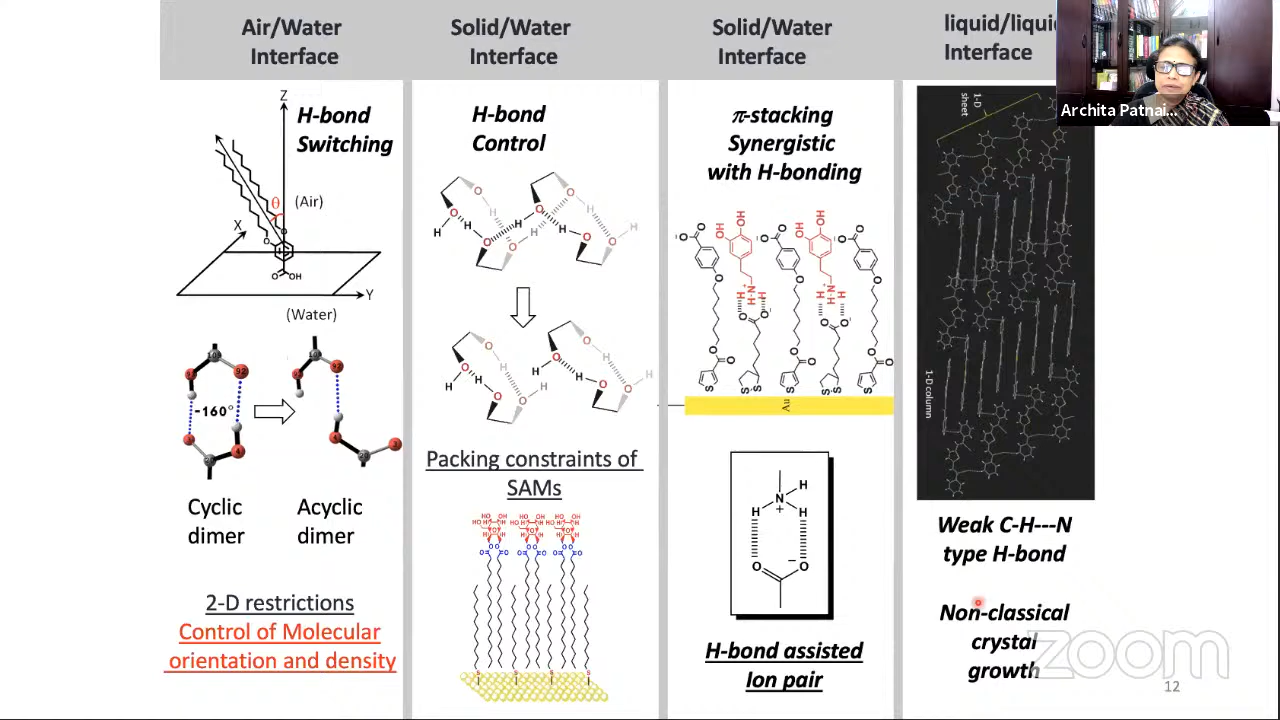 Air/Water
Interface
H-bond
Switching
Z
θ
(Air)
X
O
O
O
OH
Y
(Water)
-160°
Cyclic
dimer
Acyclic
dimer
2-D restrictions
Control of Molecular
orientation and density
Solid/Water
Interface
H-bond
Control
Packing constraints of
SAMs
Solid/Water
Interface
π-stacking
Synergistic
with H-bonding
Au
H-bond assisted
Ion pair
liquid/liqui
Interface
1-D
sheet
1-D column
Weak C-H---N
type H-bond
Non-classical
crystal
growth
Archita Patnai...
zoom
12